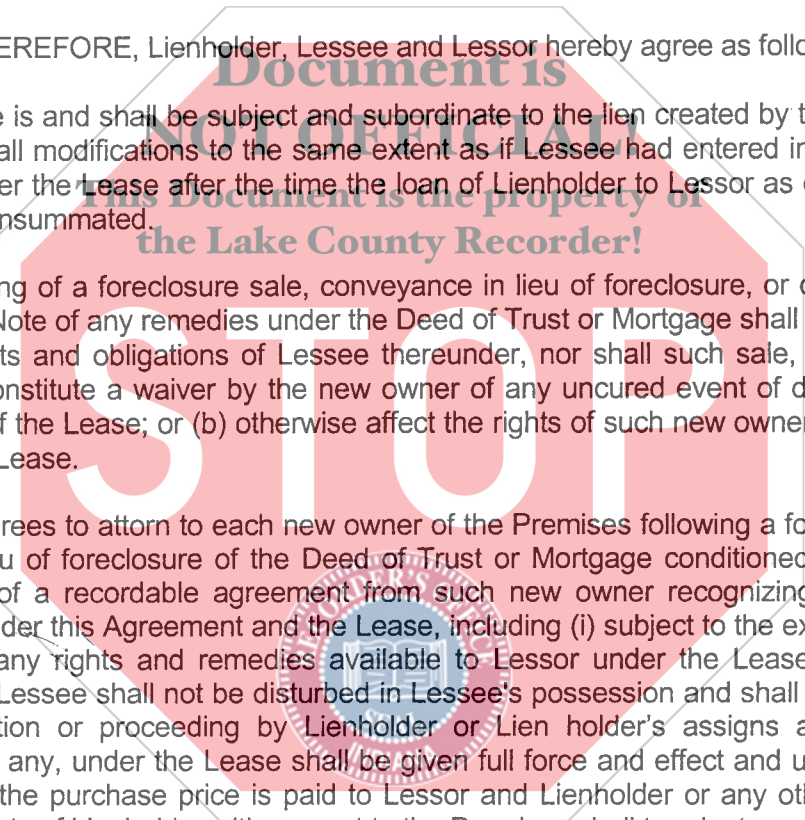 EREFORE, Lienholder, Lessee and Lessor hereby agree as follo
Document is
e is and shall be subject and subordinate to the lien created by t
NOT OFFICIAL!
all modifications to the same extent as if Lessee had entered in
er the Lease after the time the loan of Lienholder to Lessor as
This Document is the property of
nsummated.
the Lake County Recorder!
ng of a foreclosure sale, conveyance in lieu of foreclosure, or
Note of any remedies under the Deed of Trust or Mortgage shall
ts and obligations of Lessee thereunder, nor shall such sale,
onstitute a waiver by the new owner of any uncured event of d
f the Lease; or (b) otherwise affect the rights of such new owner
Lease.
STOP
rees to attorn to each new owner of the Premises following a fo
u of foreclosure of the Deed of Trust or Mortgage conditioned
of a recordable agreement from such new owner recognizing
der this Agreement and the Lease, including (i) subject to the ex
any rights and remedies available to Lessor under the Lease
Lessee shall not be disturbed in Lessee's possession and shall
tion or proceeding by Lienholder or Lien holder's assigns a
any, under the Lease shall be given full force and effect and u
the purchase price is paid to Lessor and Lienholder or any oth
RECORDER'S OFFICE
SEAL
INDIANA